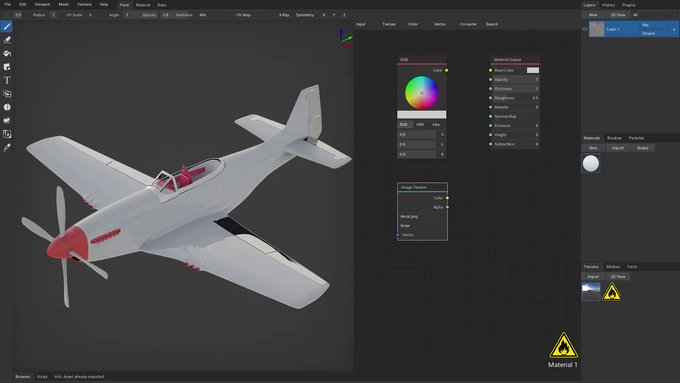 File Edit Viewport Mode Camera Help Paint Material Bake
0.5 Radius 1 UV Scale 0 Angle 1 Opacity 0.8 Hardness Mix UV Map X-Ray Symmetry X Y Z
Input Texture Color Vector Converter Search
Layers History Plugins
New 2D View All
Layer 1
Mix
Shared
RGB
Color
RGB HSV Hex
0.8 R
0.8 G
0.8 B
Material Output
Base Color
Opacity 1
Occlusion 1
Roughness 0.3
Metallic 0
Normal Map
Emission 0
Height 0
Subsurface 0
Image Texture
Color
Alpha
decal.png
linear
Vector
Materials Brushes Particles
New Import Nodes
Textures Meshes Fonts
Import 2D View
Material 1
Browser Script Info: Asset already imported